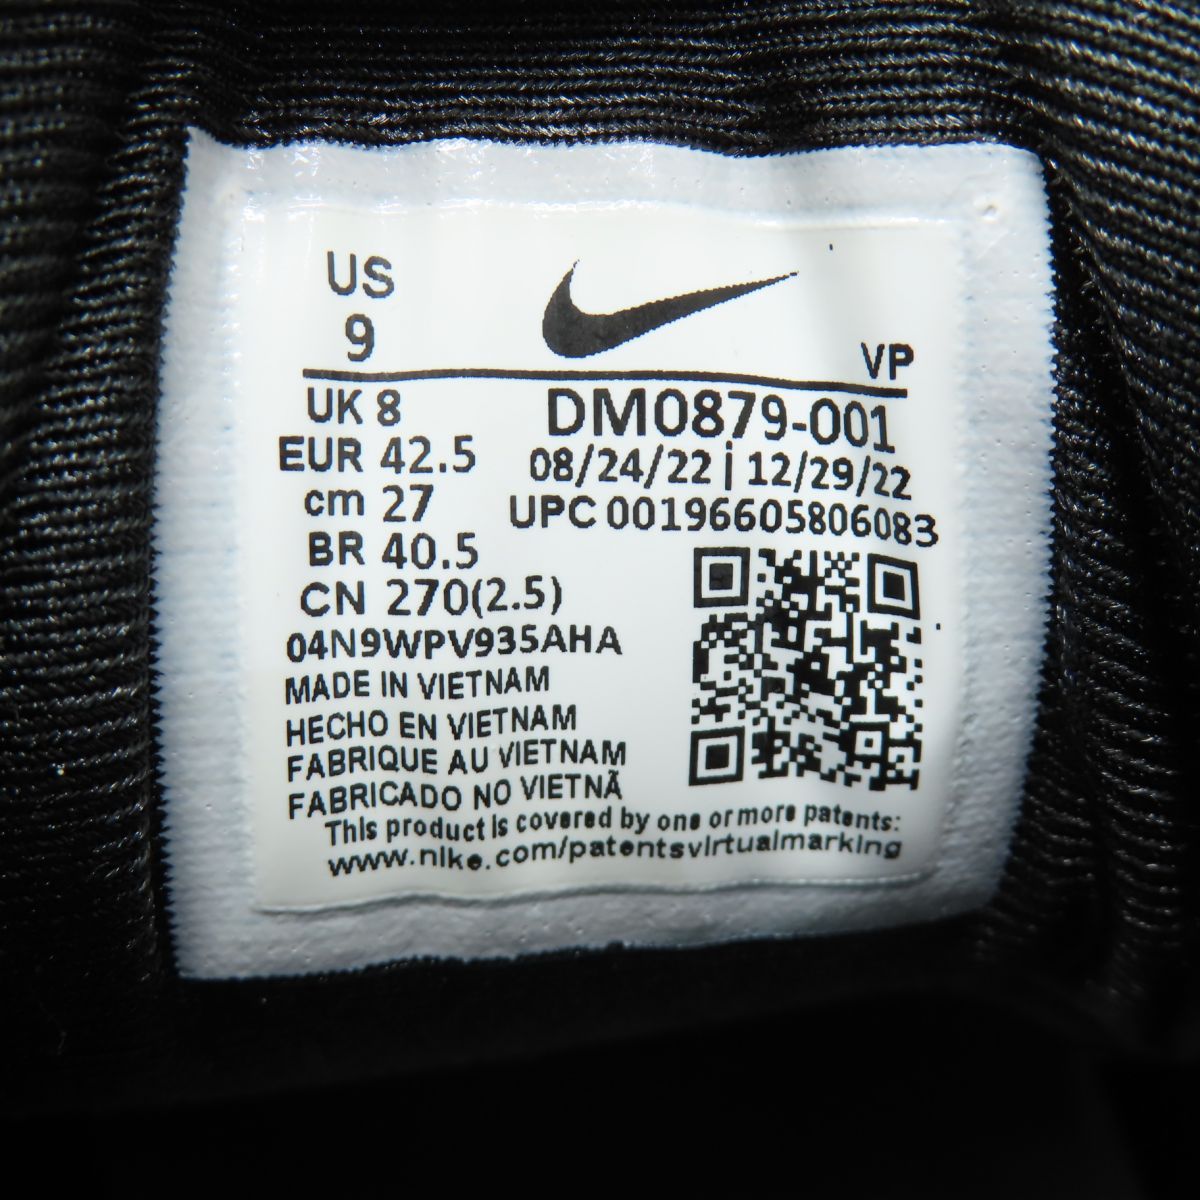 US
9
VP
UK 8
DM0879-001
EUR 42.5
08/24/22 | 12/29/22
cm 27
UPC 00196605806083
BR 40.5
CN 270(2.5)
04N9WPV935AHA
MADE IN VIETNAM
HECHO EN VIETNAM
FABRIQUE AU VIETNAM
FABRICADO NO VIETNÃ
This product is covered by one or more patents:
www.nike.com/patentsvirtualmarking